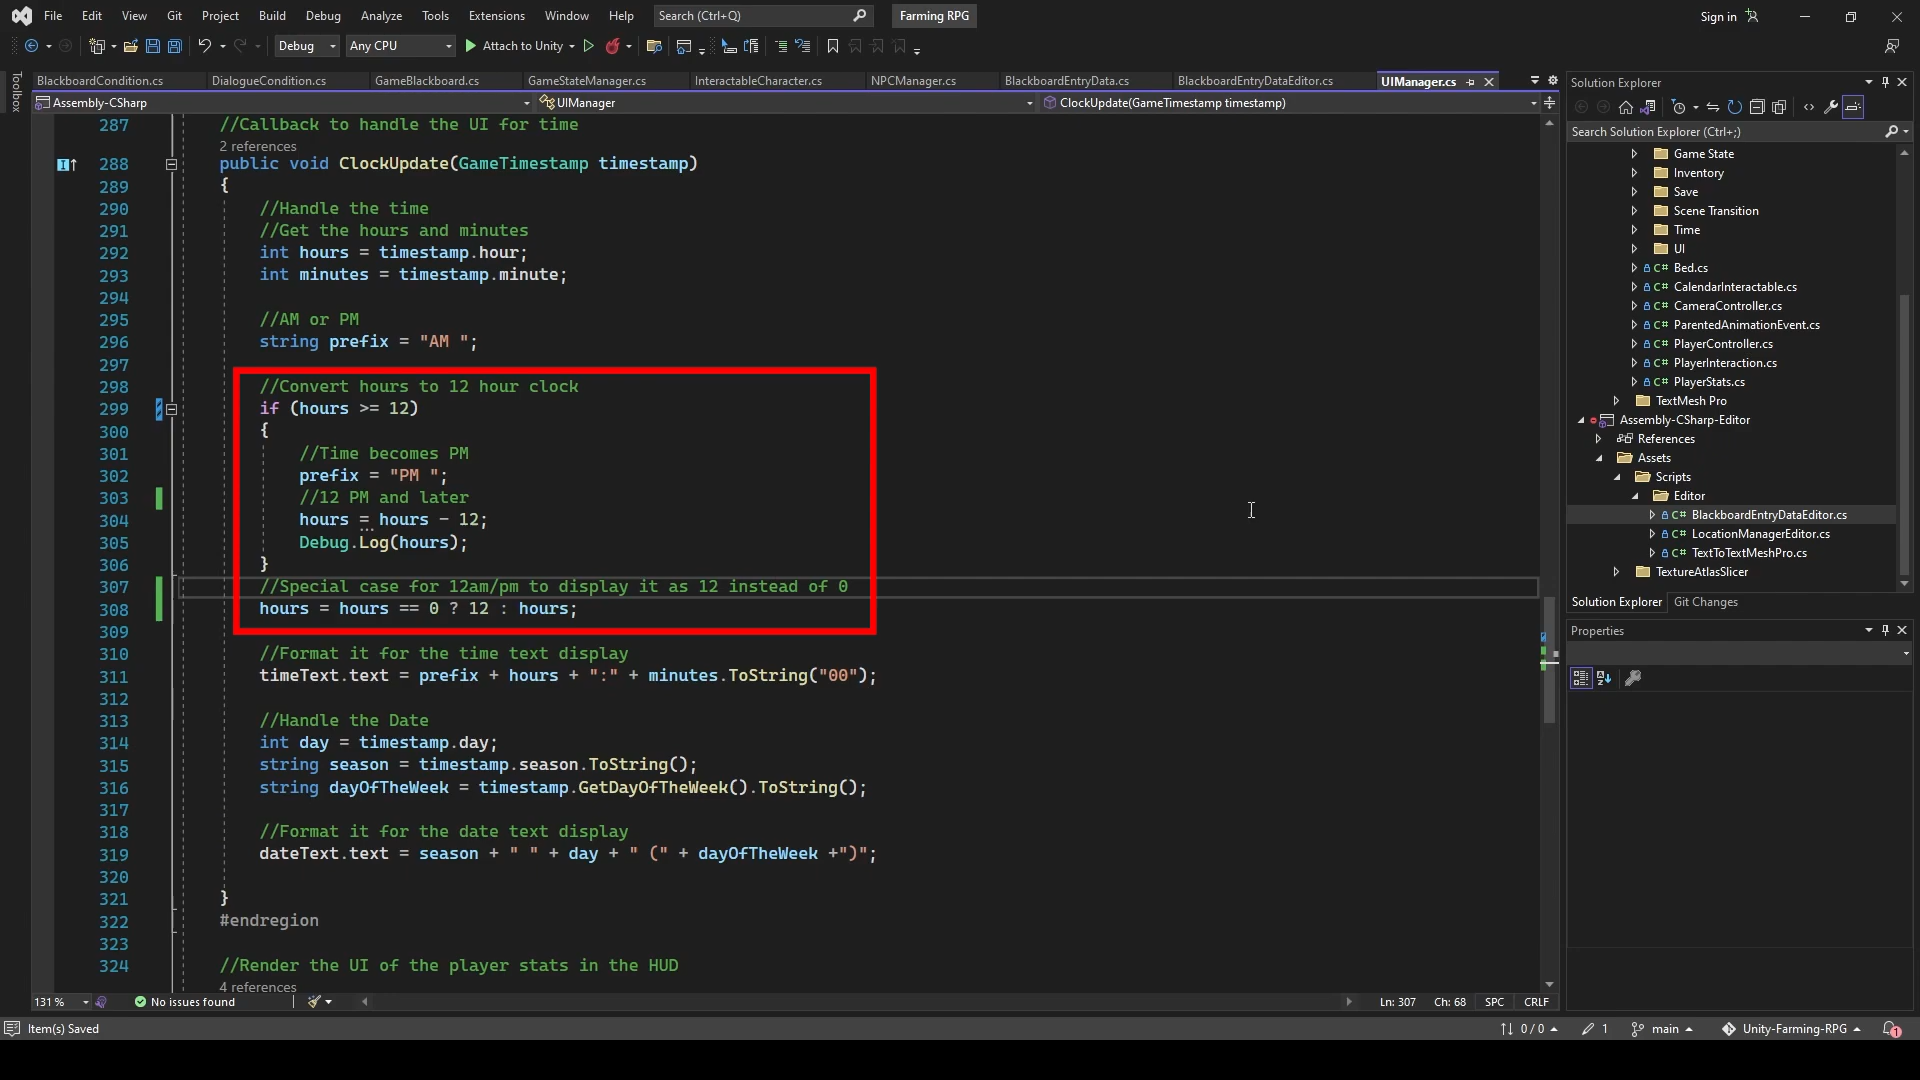 File Edit View Git Project Build Debug Analyze Tools Extensions Window Help Search (Ctrl+Q) Farming RPG Sign in
Debug Any CPU Attach to Unity
Toolbox
BlackboardCondition.cs DialogueCondition.cs GameBlackboard.cs GameStateManager.cs InteractableCharacter.cs NPCManager.cs BlackboardEntryData.cs BlackboardEntryDataEditor.cs UIManager.cs
Assembly-CSharp UIManager ClockUpdate(GameTimestamp timestamp)
287 //Callback to handle the UI for time
2 references
288 public void ClockUpdate(GameTimestamp timestamp)
289 {
290 //Handle the time
291 //Get the hours and minutes
292 int hours = timestamp.hour;
293 int minutes = timestamp.minute;
294
295 //AM or PM
296 string prefix = "AM ";
297
298 //Convert hours to 12 hour clock
299 if (hours >= 12)
300 {
301 //Time becomes PM
302 prefix = "PM ";
303 //12 PM and later
304 hours = hours - 12;
305 Debug.Log(hours);
306 }
307 //Special case for 12am/pm to display it as 12 instead of 0
308 hours = hours == 0 ? 12 : hours;
309
310 //Format it for the time text display
311 timeText.text = prefix + hours + ":" + minutes.ToString("00");
312
313 //Handle the Date
314 int day = timestamp.day;
315 string season = timestamp.season.ToString();
316 string dayOfTheWeek = timestamp.GetDayOfTheWeek().ToString();
317
318 //Format it for the date text display
319 dateText.text = season + " " + day + " (" + dayOfTheWeek +")";
320
321 }
322 #endregion
323
324 //Render the UI of the player stats in the HUD
4 references
131 % No issues found Ln: 307 Ch: 68 SPC CRLF
Solution Explorer
Search Solution Explorer (Ctrl+;)
Game State
Inventory
Save
Scene Transition
Time
UI
C# Bed.cs
C# CalendarInteractable.cs
C# CameraController.cs
C# ParentedAnimationEvent.cs
C# PlayerController.cs
C# PlayerInteraction.cs
C# PlayerStats.cs
TextMesh Pro
Assembly-CSharp-Editor
References
Assets
Scripts
Editor
C# BlackboardEntryDataEditor.cs
C# LocationManagerEditor.cs
C# TextToTextMeshPro.cs
TextureAtlasSlicer
Solution Explorer Git Changes
Properties
Item(s) Saved 0 / 0 1 main Unity-Farming-RPG 1